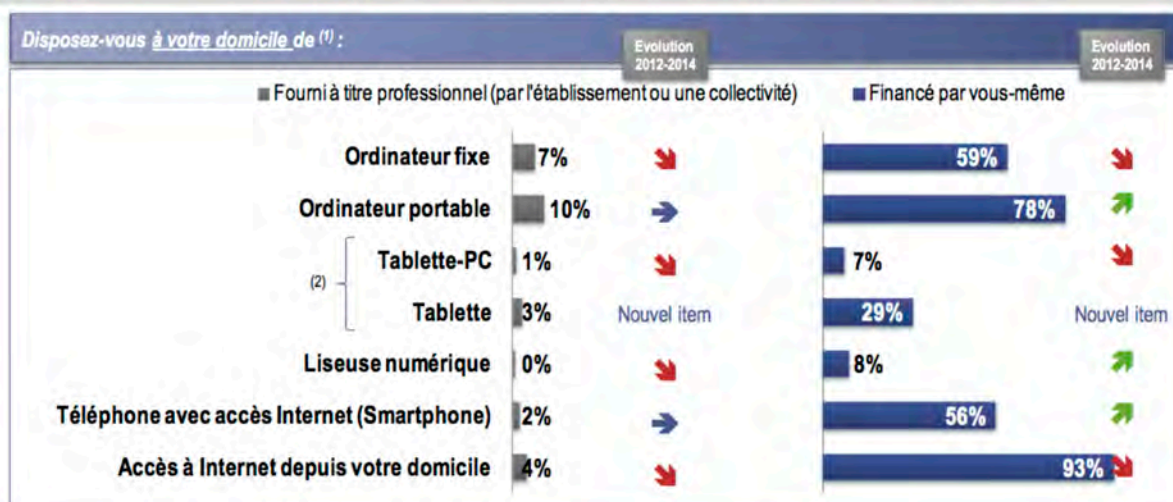 Disposez-vous à votre domicile de (1) :
Evolution
2012-2014
Evolution
2012-2014
Fourni à titre professionnel (par l'établissement ou une collectivité)
Financé par vous-même
Ordinateur fixe 7% 59%
Ordinateur portable 10% 78%
(2)
Tablette-PC 1% 7%
Tablette 3% Nouvel item 29% Nouvel item
Liseuse numérique 0% 8%
Téléphone avec accès Internet (Smartphone) 2% 56%
Accès à Internet depuis votre domicile 4% 93%